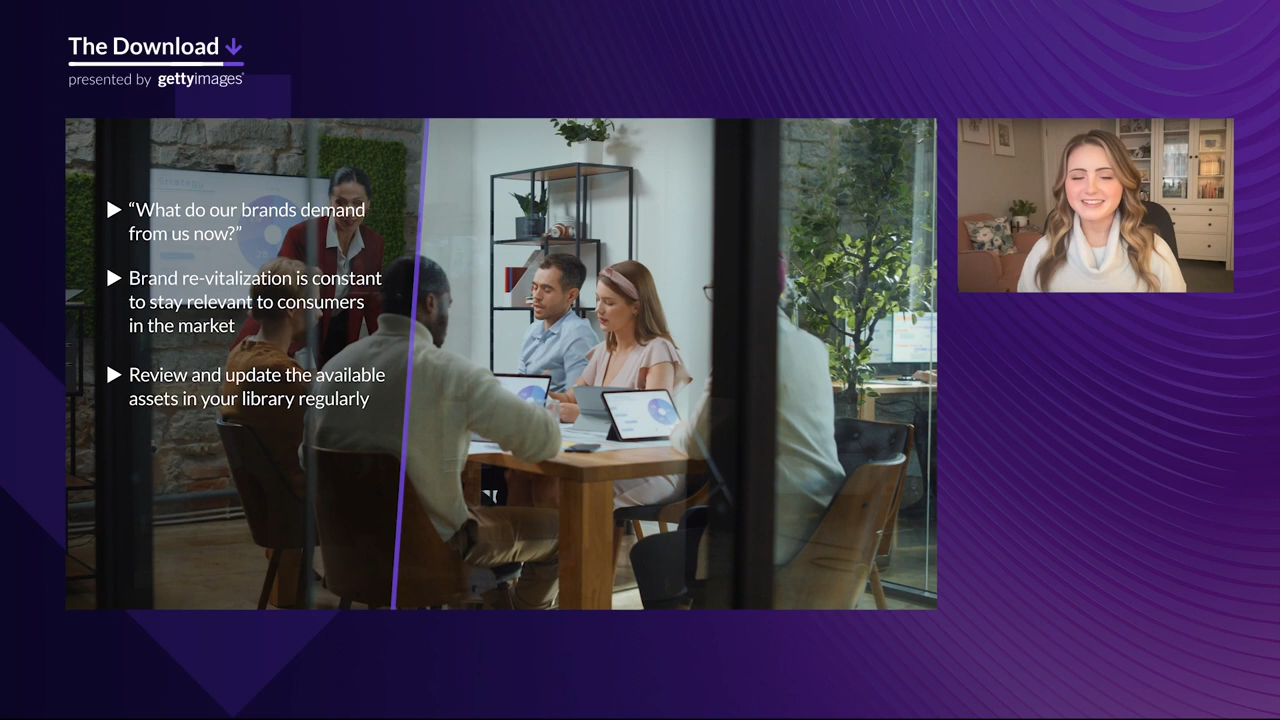 The Download
presented by gettyimages
▶ “What do our brands demand
from us now?”
▶ Brand re-vitalization is constant
to stay relevant to consumers
in the market
▶ Review and update the available
assets in your library regularly
Strategy